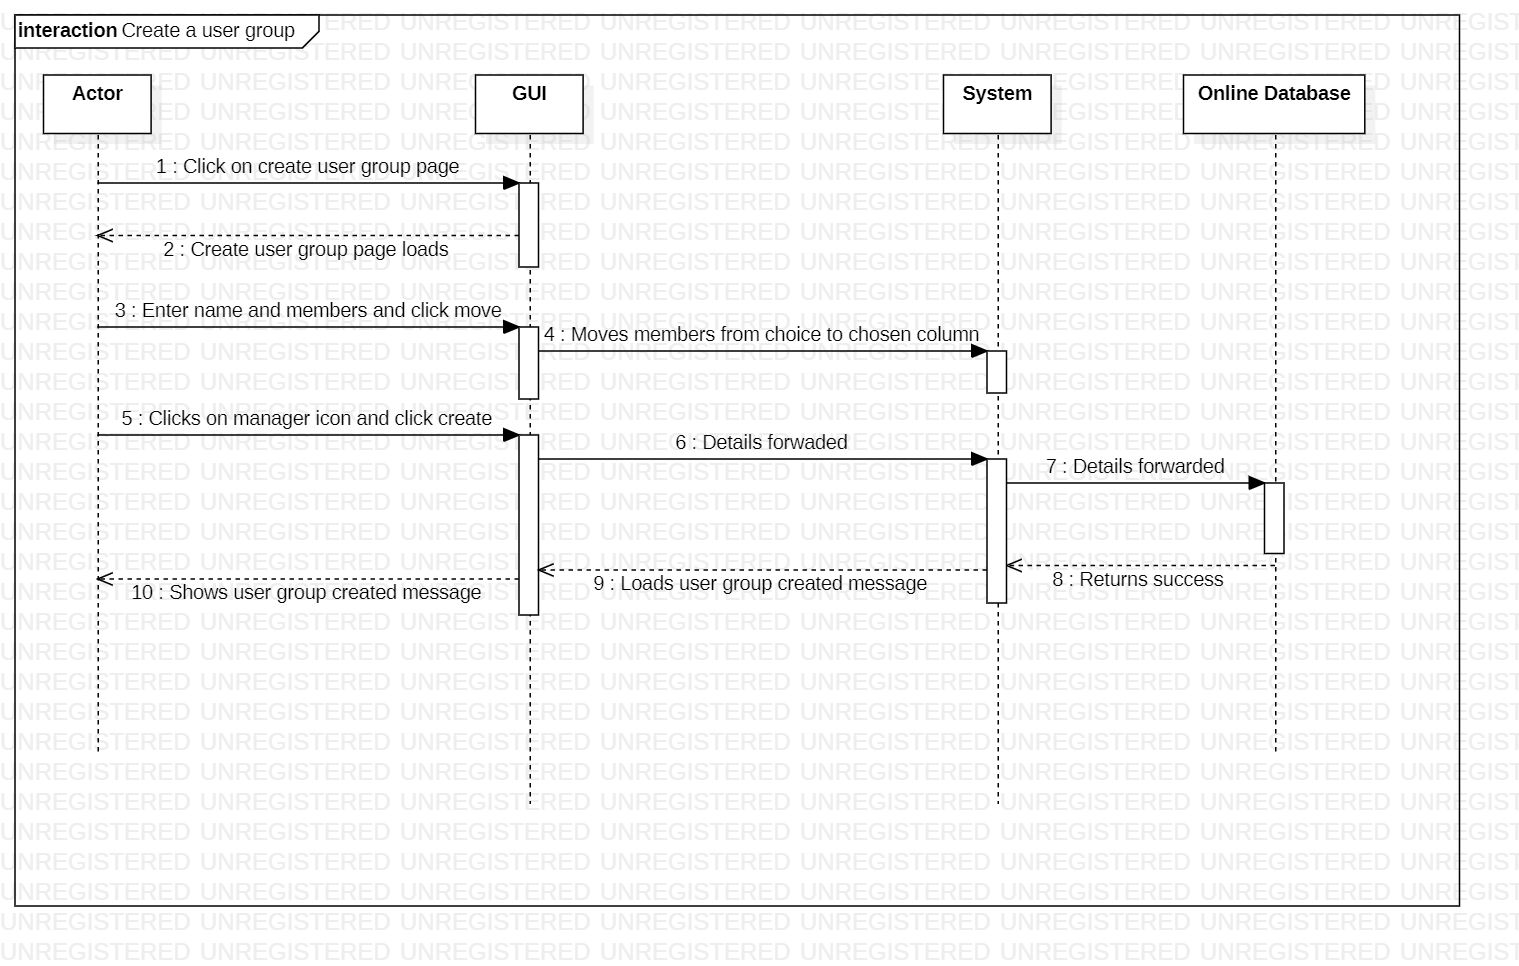 interaction Create a user group
Actor
GUI
System
Online Database
1 : Click on create user group page
2 : Create user group page loads
3 : Enter name and members and click move
4 : Moves members from choice to chosen column
5 : Clicks on manager icon and click create
6 : Details forwaded
7 : Details forwarded
8 : Returns success
9 : Loads user group created message
10 : Shows user group created message
UNREGISTERED